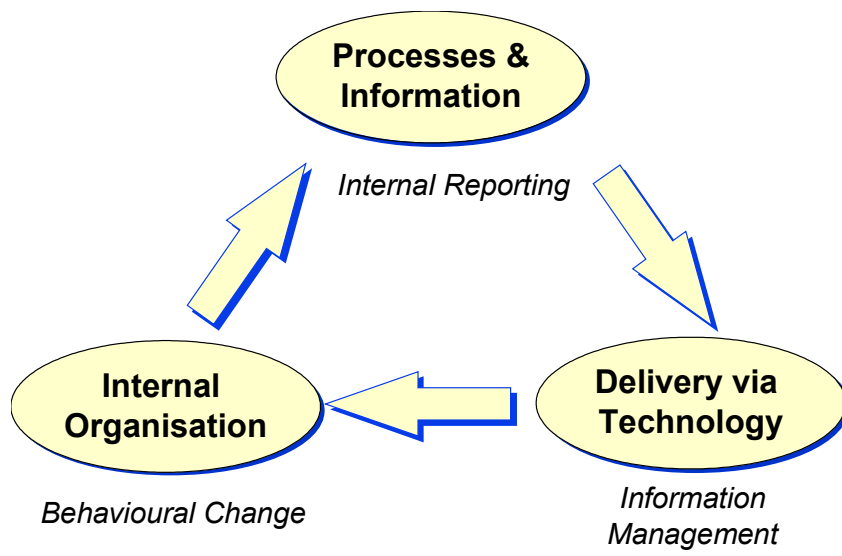 Processes &
Information
Internal Reporting
Internal
Organisation
Behavioural Change
Delivery via
Technology
Information
Management